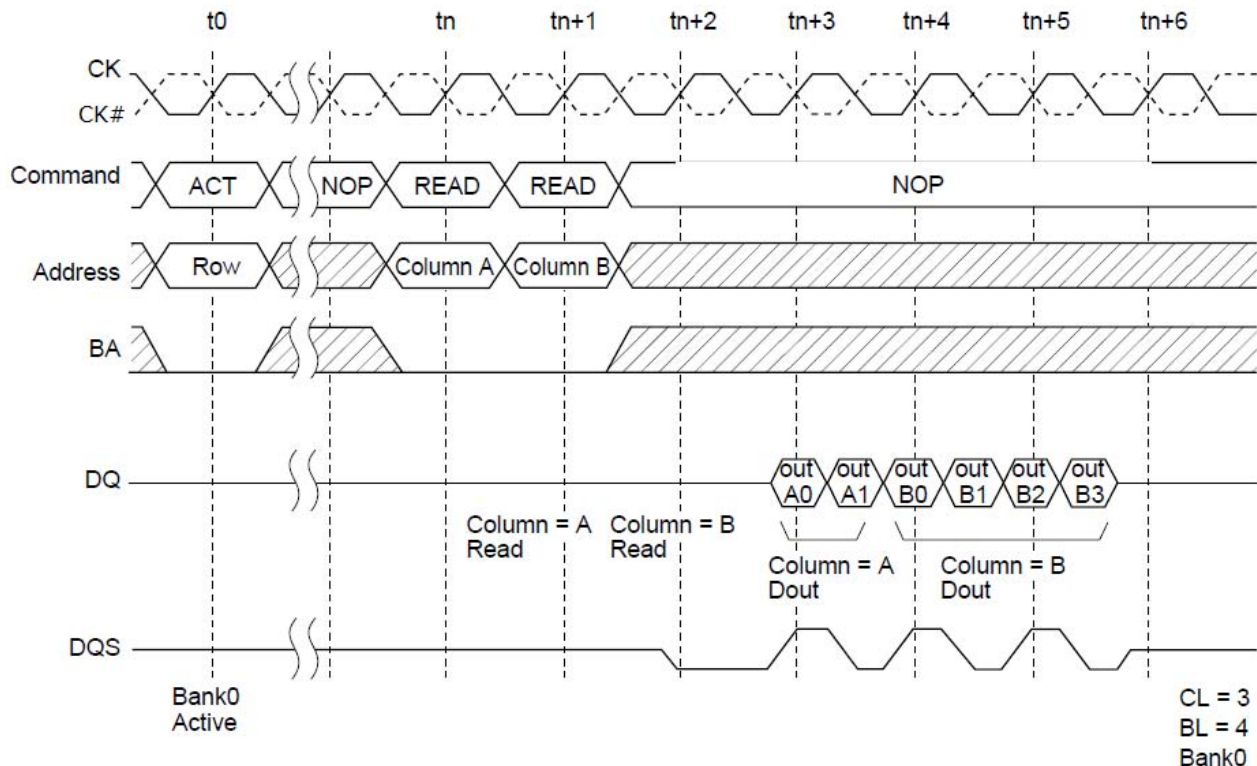 t0 tn tn+1 tn+2 tn+3 tn+4 tn+5 tn+6
CK
CK#
Command ACT NOP READ READ NOP
Address Row Column A Column B
BA
DQ out A0 out A1 out B0 out B1 out B2 out B3
Column = A Column = B
Read Read
Column = A Column = B
Dout Dout
DQS
Bank0
Active
CL = 3
BL = 4
Bank0